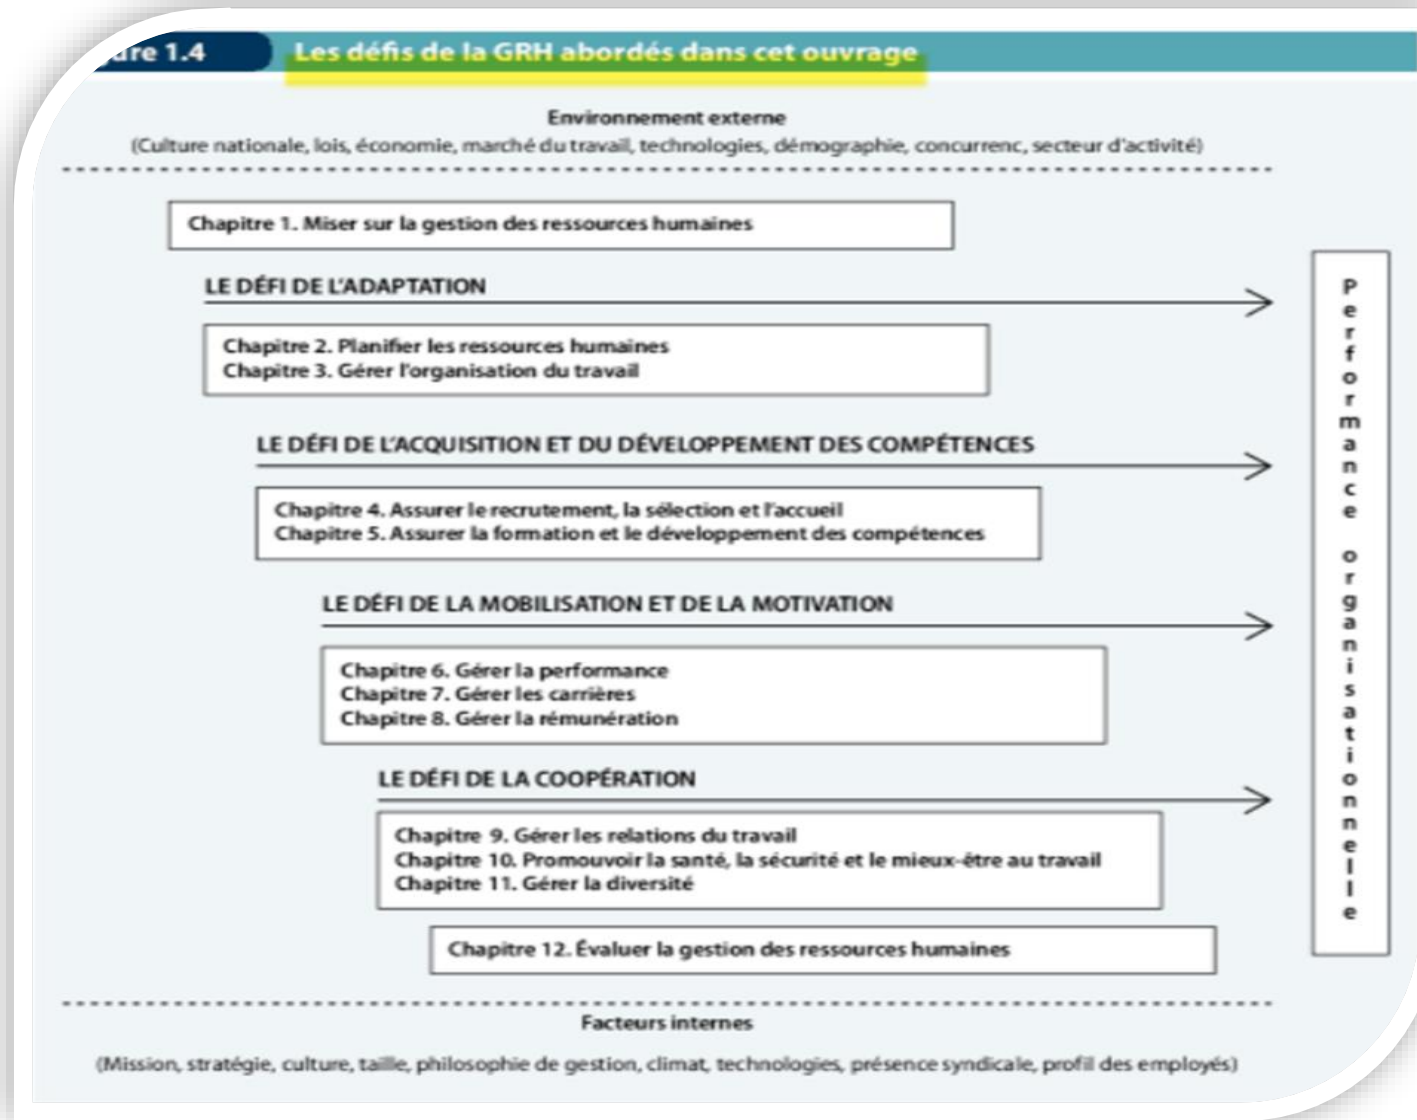 ure 1.4 Les défis de la GRH abordés dans cet ouvrage
Environnement externe
(Culture nationale, lois, économie, marché du travail, technologies, démographie, concurrenc, secteur d'activité)
Chapitre 1. Miser sur la gestion des ressources humaines
LE DÉFI DE L'ADAPTATION
Chapitre 2. Planifier les ressources humaines
Chapitre 3. Gérer l'organisation du travail
LE DÉFI DE L'ACQUISITION ET DU DÉVELOPPEMENT DES COMPÉTENCES
Chapitre 4. Assurer le recrutement, la sélection et l'accueil
Chapitre 5. Assurer la formation et le développement des compétences
LE DÉFI DE LA MOBILISATION ET DE LA MOTIVATION
Chapitre 6. Gérer la performance
Chapitre 7. Gérer les carrières
Chapitre 8. Gérer la rémunération
LE DÉFI DE LA COOPÉRATION
Chapitre 9. Gérer les relations du travail
Chapitre 10. Promouvoir la santé, la sécurité et le mieux-être au travail
Chapitre 11. Gérer la diversité
Chapitre 12. Évaluer la gestion des ressources humaines
Performance organisationnelle
Facteurs internes
(Mission, stratégie, culture, taille, philosophie de gestion, climat, technologies, présence syndicale, profil des employés)